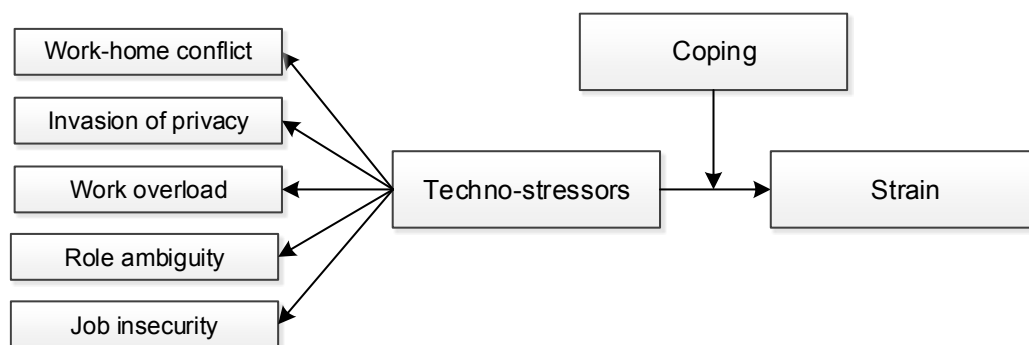 Work-home conflict
Invasion of privacy
Work overload
Role ambiguity
Job insecurity
Techno-stressors
Coping
Strain